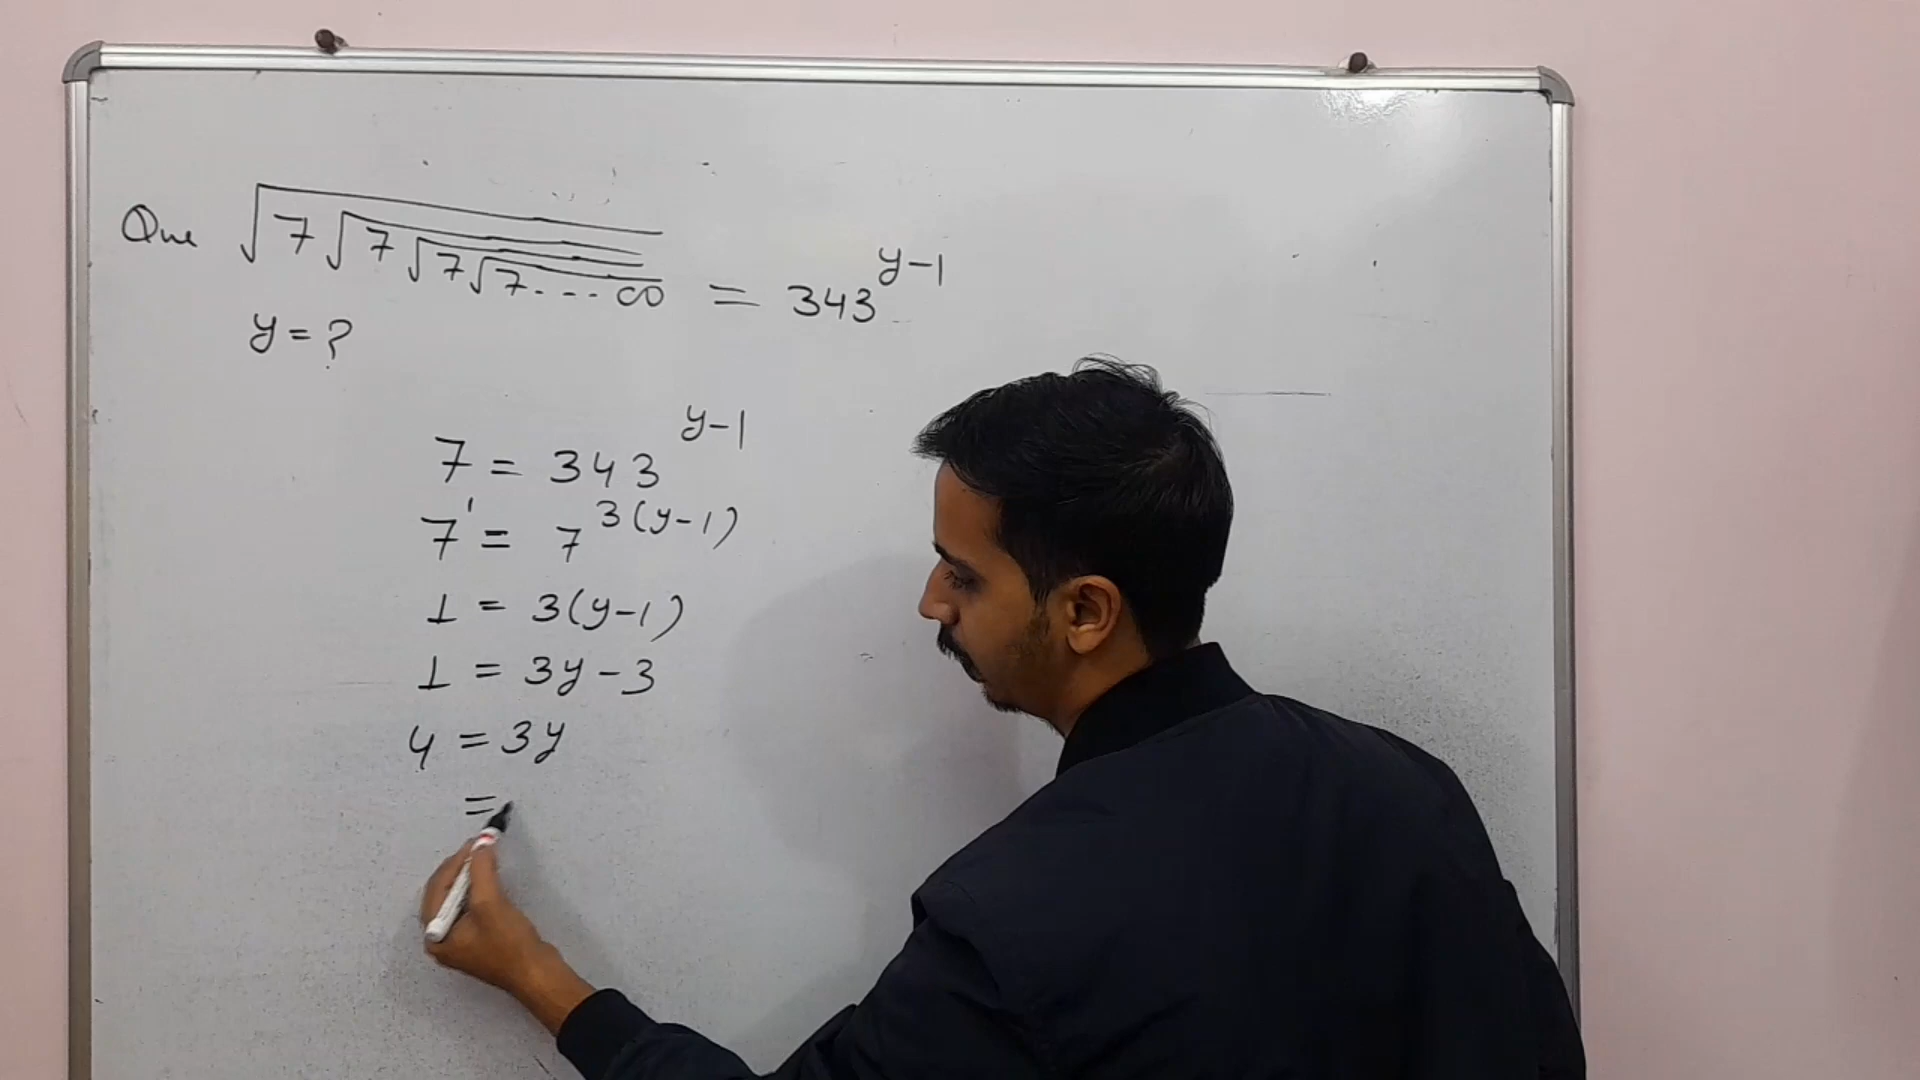 Que √7√7√7√7...∞ = 343^y-1
y = ?
7 = 343^y-1
7^1 = 7^3(y-1)
1 = 3(y-1)
1 = 3y-3
4 = 3y
=